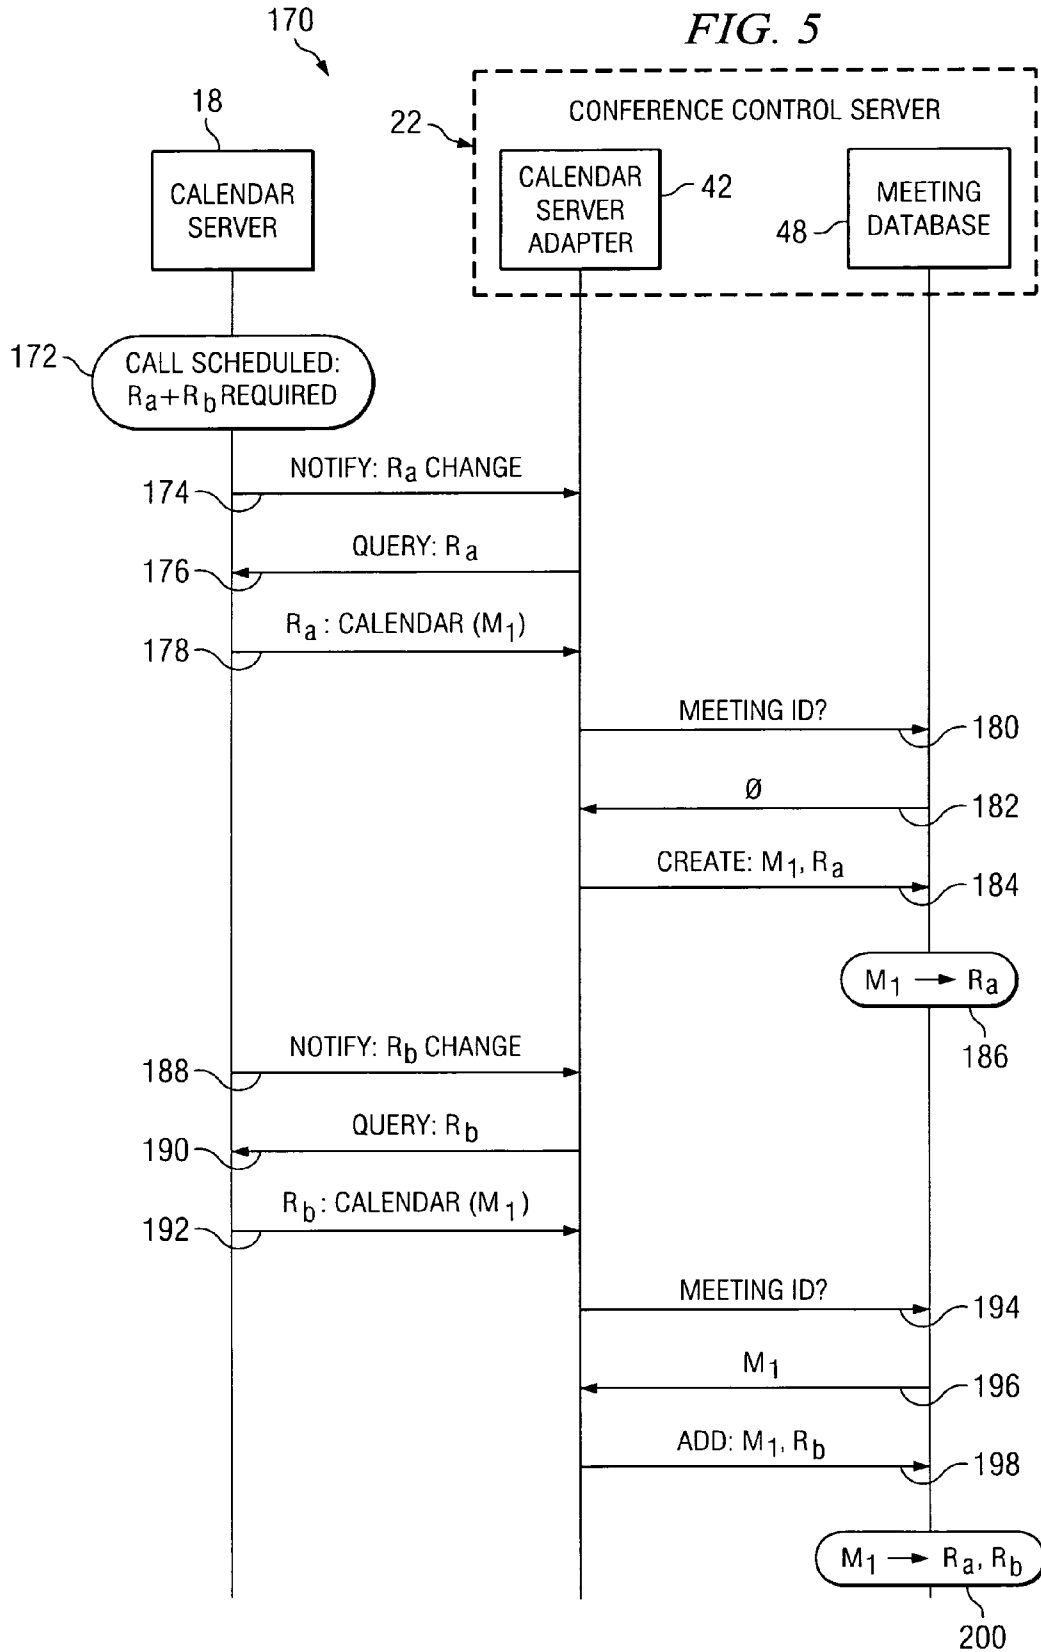 170
FIG. 5
18
22
CONFERENCE CONTROL SERVER
CALENDAR
SERVER
CALENDAR
SERVER
ADAPTER
42
48
MEETING
DATABASE
172
CALL SCHEDULED:
Ra+Rb REQUIRED
NOTIFY: Ra CHANGE
174
QUERY: Ra
176
Ra: CALENDAR (M1)
178
MEETING ID?
180
Ø
182
CREATE: M1, Ra
184
M1 → Ra
186
NOTIFY: Rb CHANGE
188
QUERY: Rb
190
Rb: CALENDAR (M1)
192
MEETING ID?
194
M1
196
ADD: M1, Rb
198
M1 → Ra, Rb
200